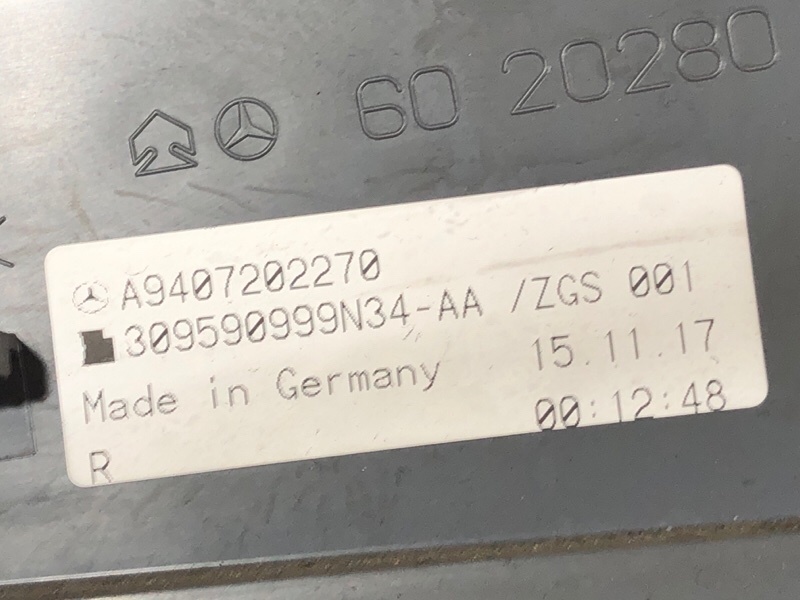 60 20280
A9407202270
309590999N34-AA /ZGS 001
Made in Germany 15.11.17
R 00:12:48